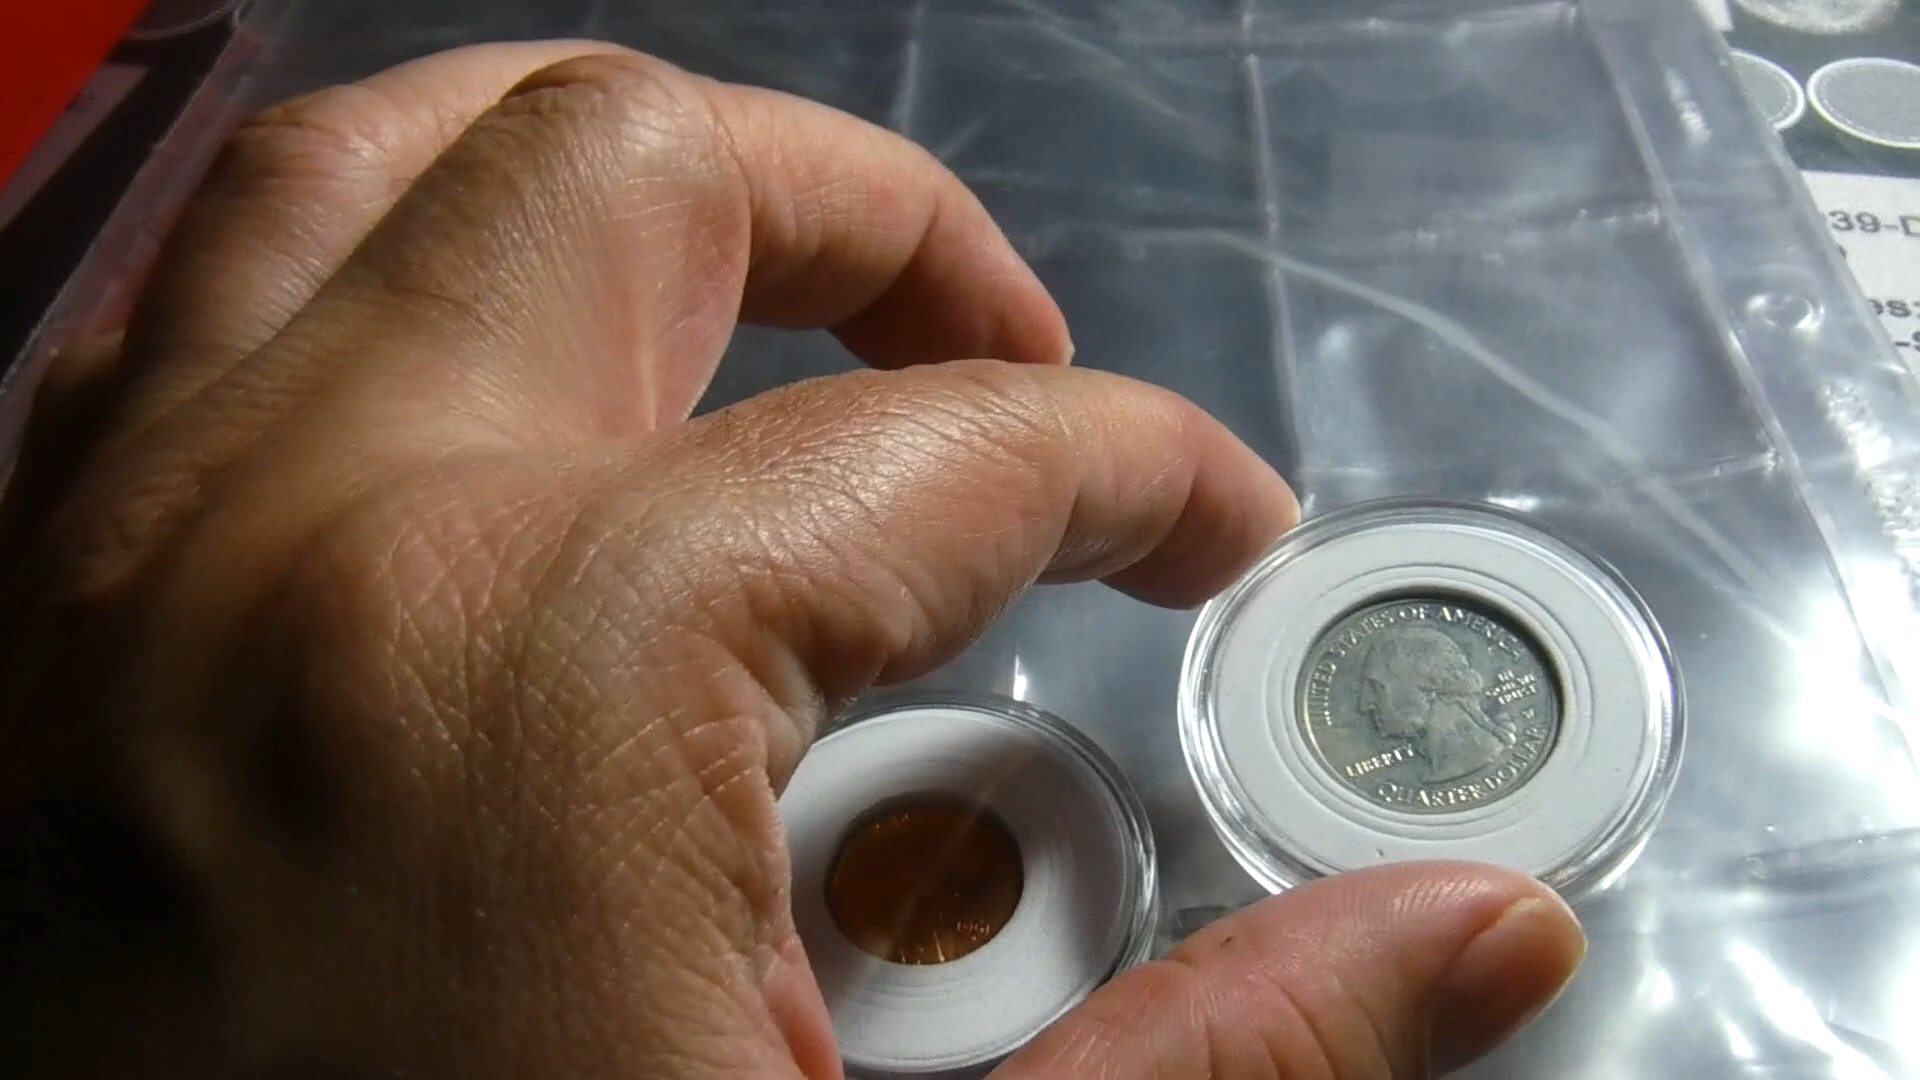 39-D
-S
UNITED STATES OF AMERICA
IN
GOD WE
TRUST
LIBERTY
QUARTER DOLLAR